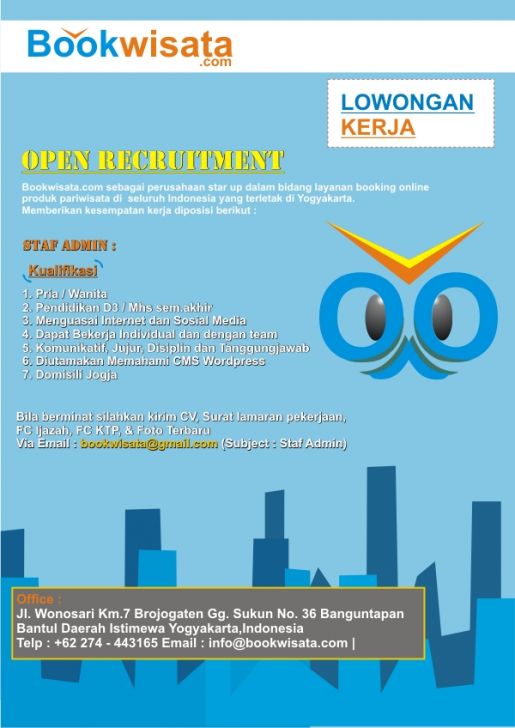 Bookwisata
.com
LOWONGAN
KERJA
OPEN RECRUITMENT
Bookwisata.com sebagai perusahaan star up dalam bidang layanan booking online
produk pariwisata di seluruh Indonesia yang terletak di Yogyakarta.
Memberikan kesempatan kerja diposisi berikut :
STAF ADMIN :
Kualifikasi
1. Pria / Wanita
2. Pendidikan D3 / Mhs sem.akhir
3. Menguasai Internet dan Sosial Media
4. Dapat Bekerja Individual dan dengan team
5. Komunikatif, Jujur, Disiplin dan Tanggungjawab
6. Diutamakan Memahami CMS Wordpress
7. Domisili Jogja
Bila berminat silahkan kirim CV, Surat lamaran pekerjaan,
FC Ijazah, FC KTP, & Foto Terbaru
Via Email : bookwisata@gmail.com (Subject : Staf Admin)
Office :
Jl. Wonosari Km.7 Brojogaten Gg. Sukun No. 36 Banguntapan
Bantul Daerah Istimewa Yogyakarta,Indonesia
Telp : +62 274 - 443165 Email : info@bookwisata.com |